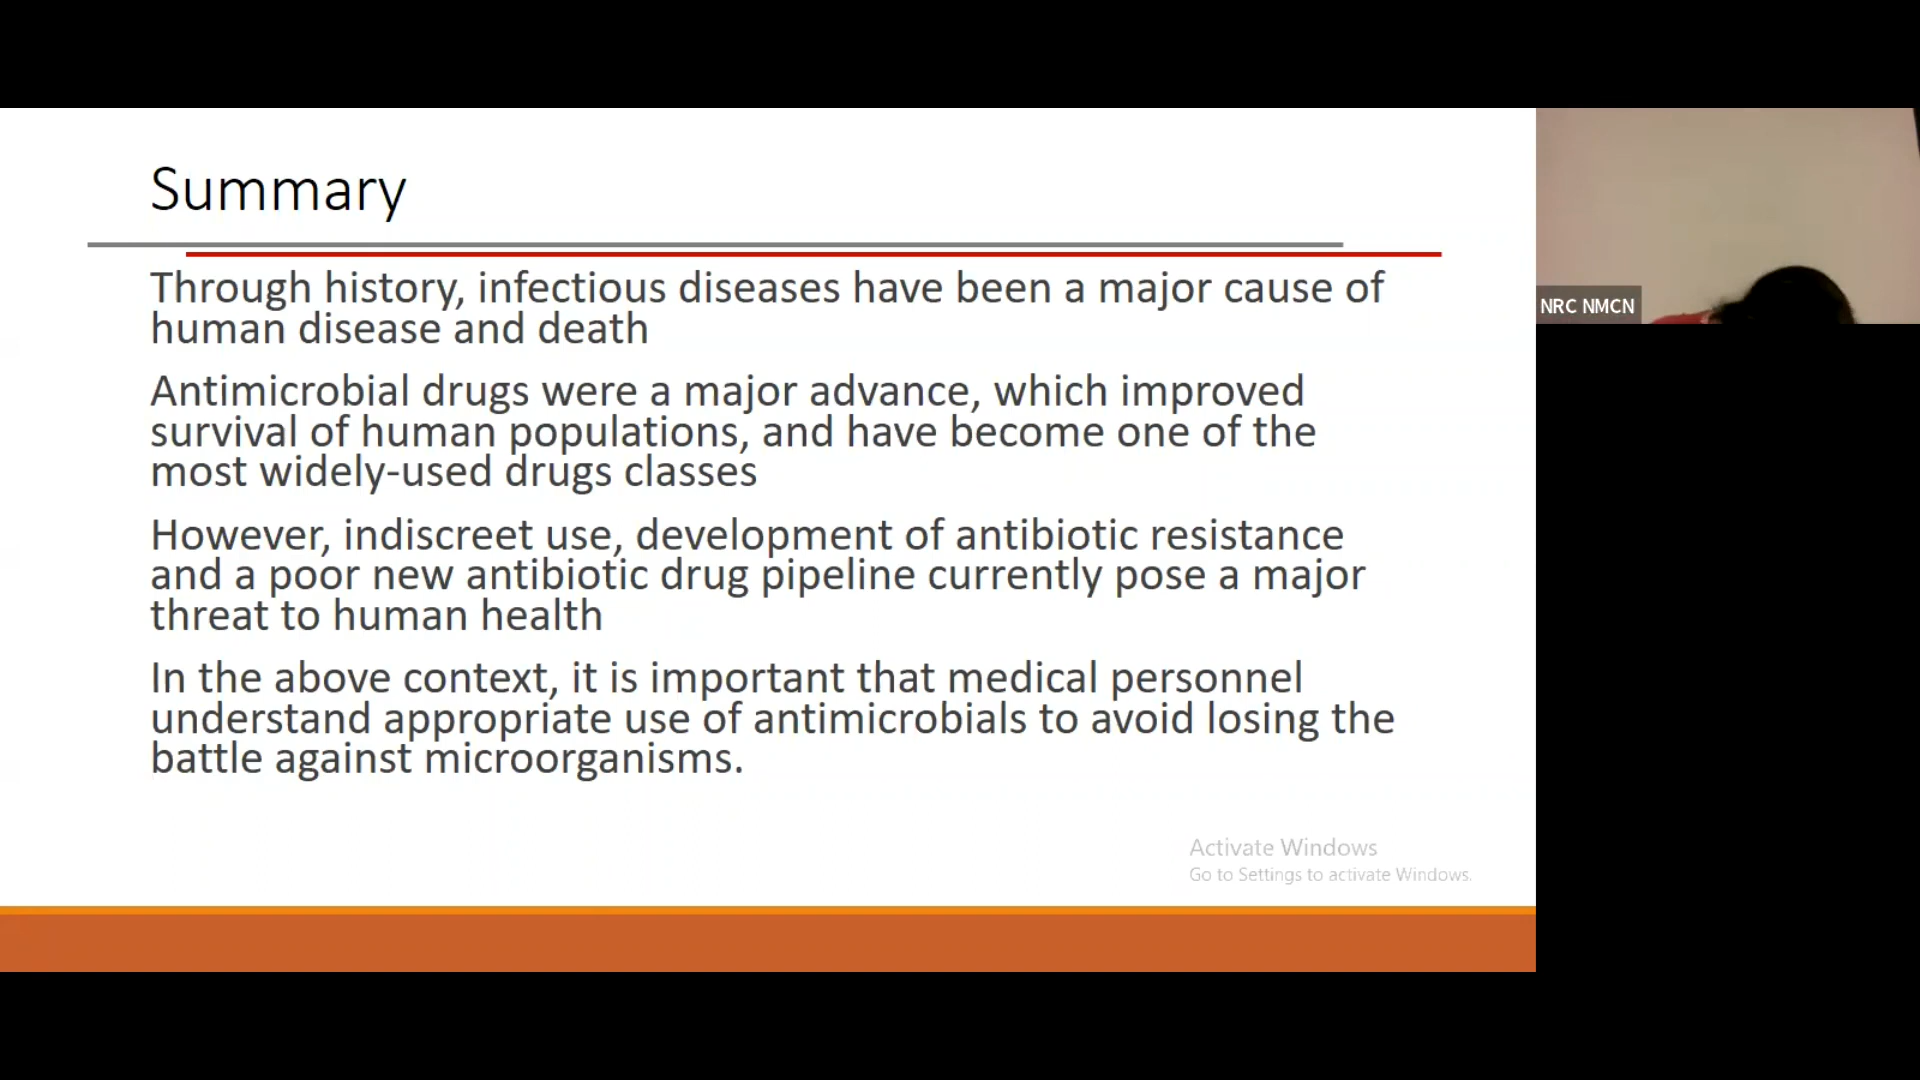 Summary
Through history, infectious diseases have been a major cause of
human disease and death
Antimicrobial drugs were a major advance, which improved
survival of human populations, and have become one of the
most widely-used drugs classes
However, indiscreet use, development of antibiotic resistance
and a poor new antibiotic drug pipeline currently pose a major
threat to human health
In the above context, it is important that medical personnel
understand appropriate use of antimicrobials to avoid losing the
battle against microorganisms.
Activate Windows
Go to Settings to activate Windows.
NRC NMCN